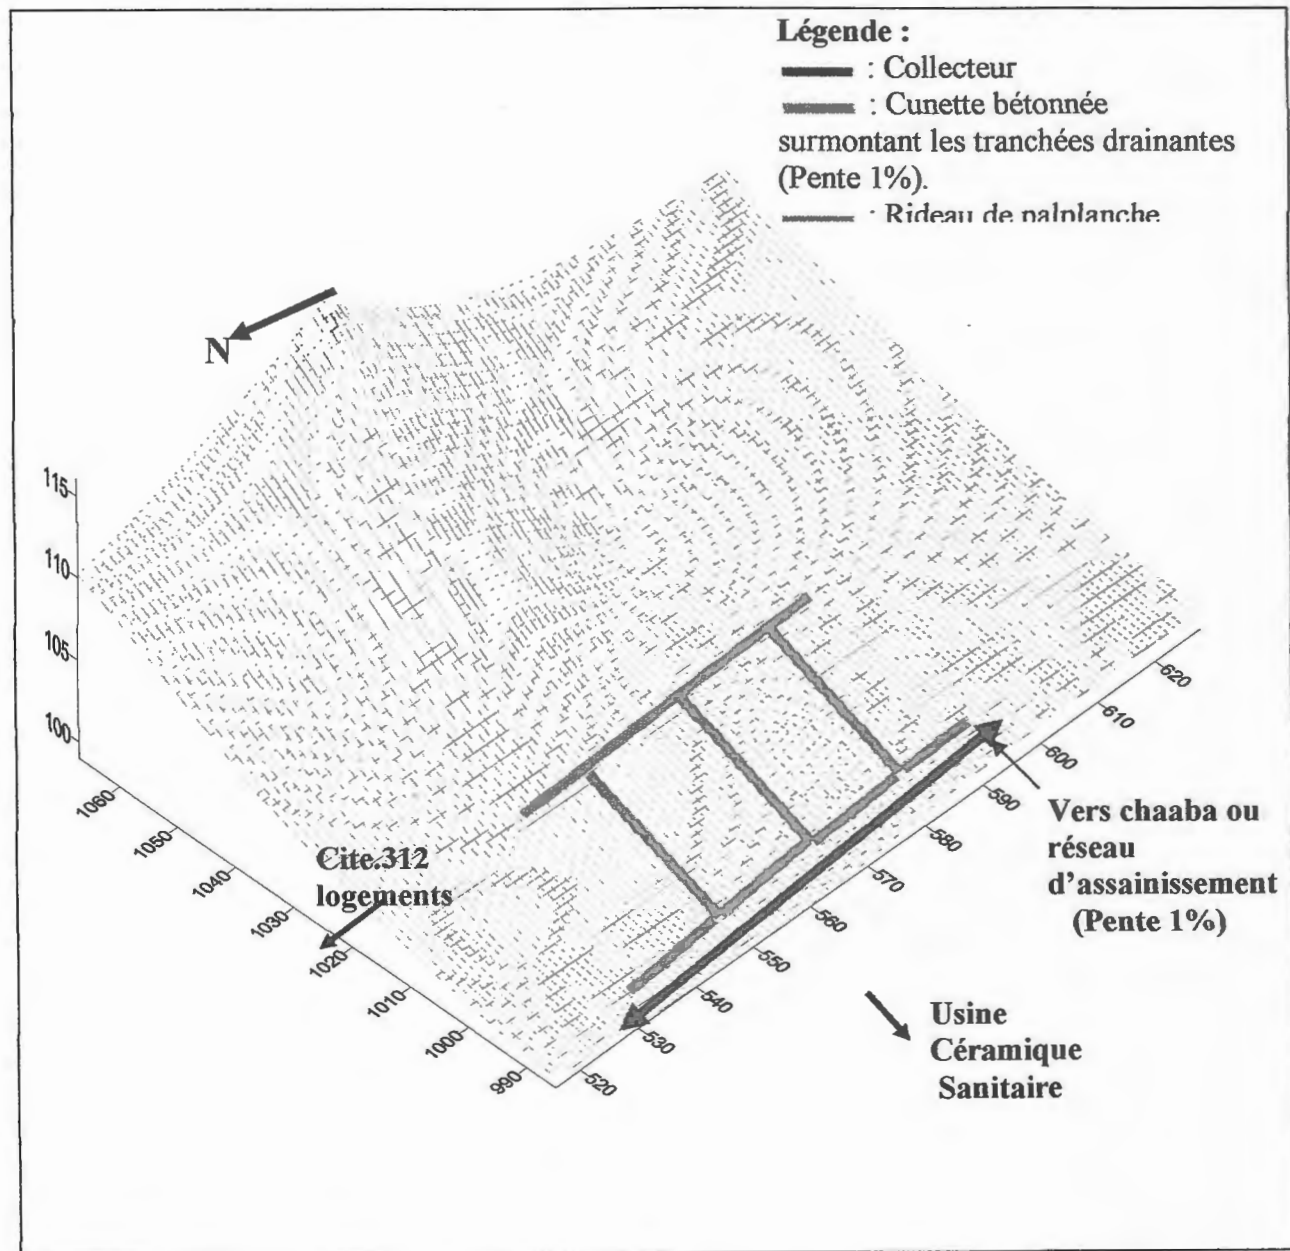 Légende :
: Collecteur
: Cunette bétonnée
surmontant les tranchées drainantes
(Pente 1%).
: Rideau de palplanche
N
115
110
105
100
1060
1050
1040
1030
1020
1010
1000
990
520
530
540
550
560
570
580
590
600
610
620
Cite.312
logements
Vers chaaba ou
réseau
d'assainissement
(Pente 1%)
Usine
Céramique
Sanitaire